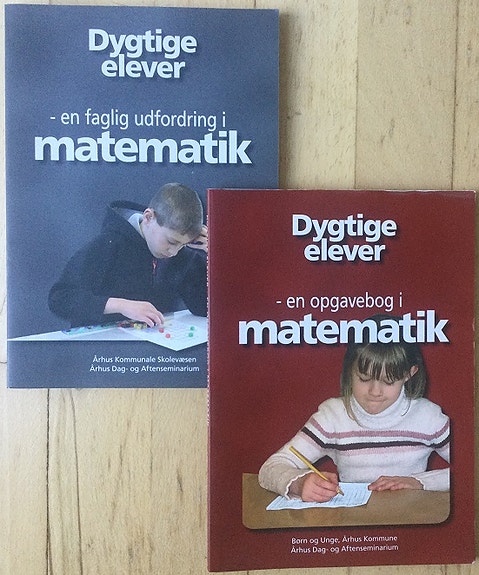 Dygtige
elever
- en faglig udfordring i
matematik
Århus Kommunale Skolevæsen
Århus Dag- og Aftenseminarium
Dygtige
elever
- en opgavebog i
matematik
Børn og Unge, Århus Kommune
Århus Dag- og Aftenseminarium